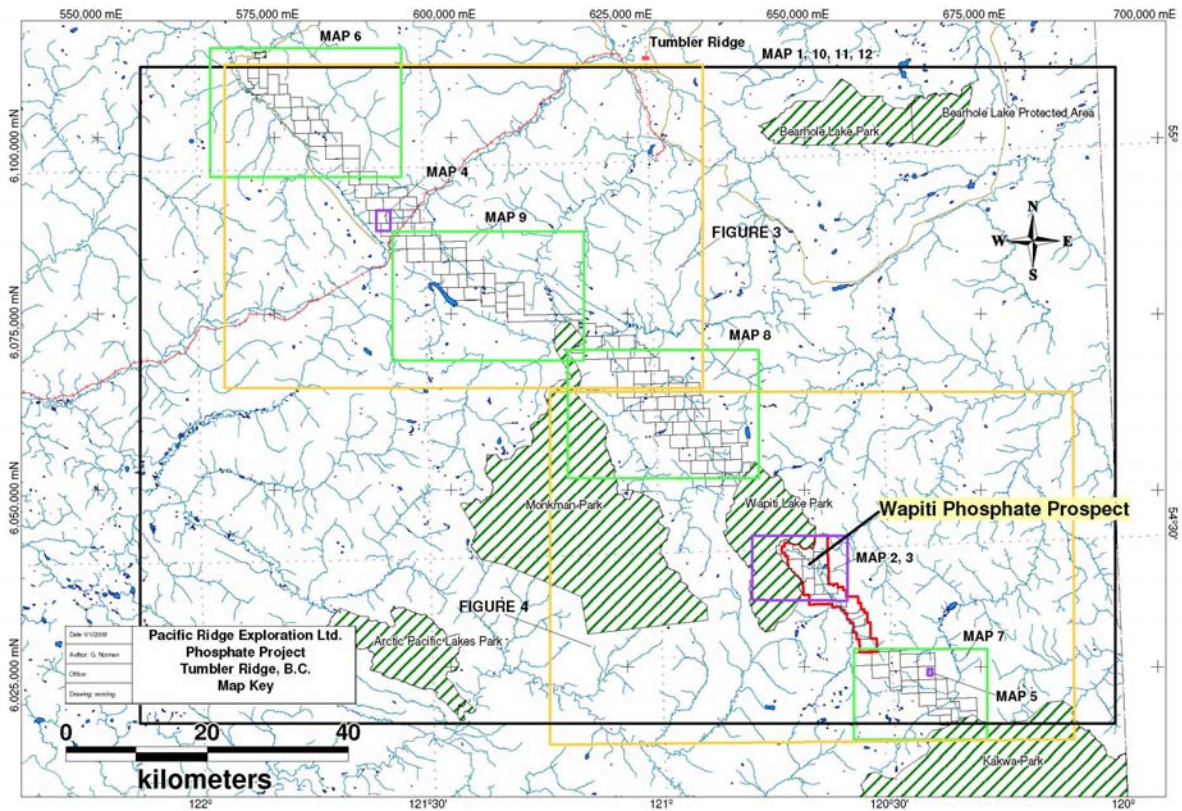 550,000 mE
575,000 mE
600,000 mE
625,000 mE
650,000 mE
675,000 mE
700,000 mE
MAP 6
Tumbler Ridge
MAP 1, 10, 11, 12
Bearhole Lake Protected Area
Bearhole Lake Park
6,100,000 mN
55°
MAP 4
MAP 9
FIGURE 3
N
W
E
S
6,075,000 mN
MAP 8
6,050,000 mN
Monkman Park
Wapiti Lake Park
Wapiti Phosphate Prospect
54°30'
MAP 2, 3
FIGURE 4
Arctic Pacific Lakes Park
MAP 7
MAP 5
6,025,000 mN
Author: G. Norman
Office:
Pacific Ridge Exploration Ltd.
Phosphate Project
Tumbler Ridge, B.C.
Map Key
0 20 40
kilometers
Kakwa Park
122°
121°30'
121°
120°30'
120°